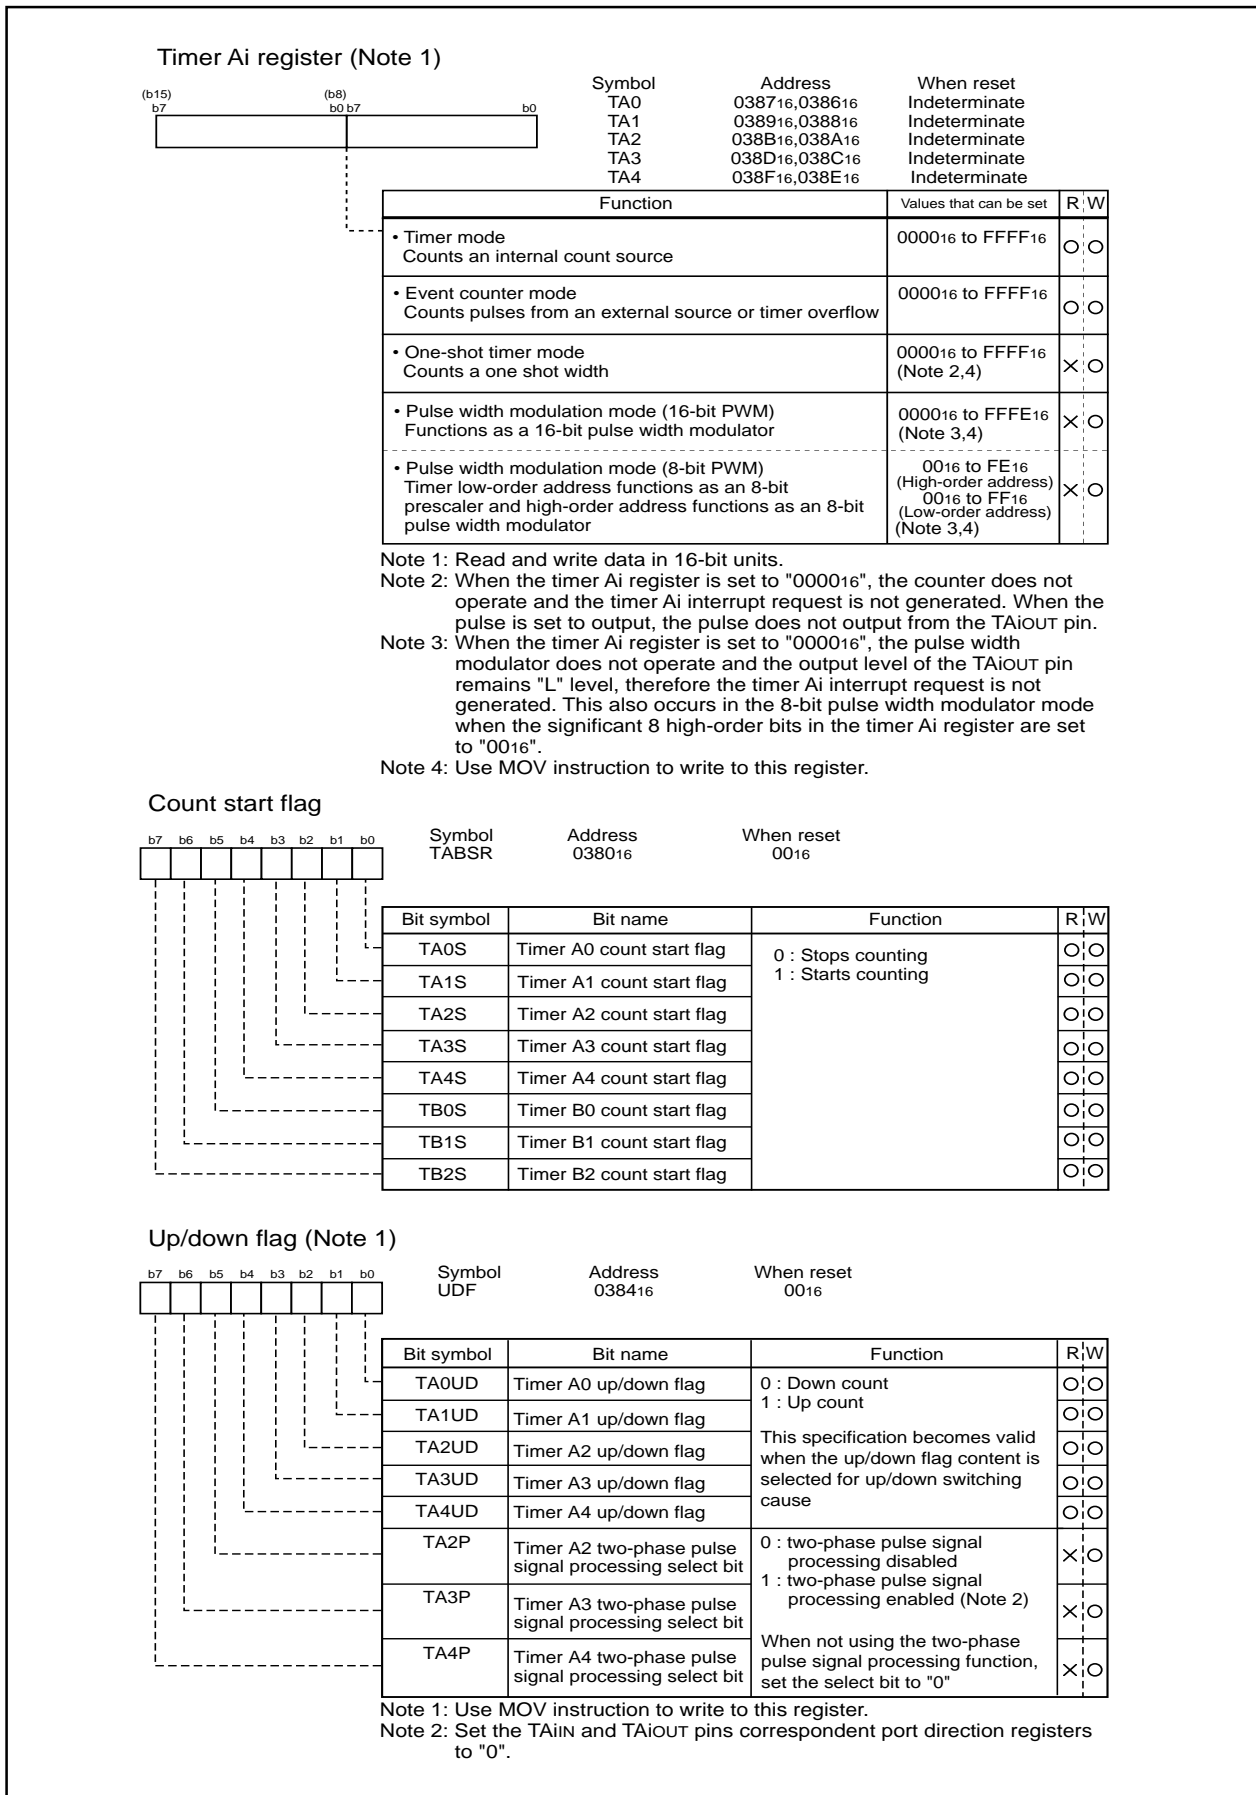 Timer Ai register (Note 1)
Symbol Address When reset
(b15) (b8)
b7 b0 b7 b0
TA0 038716,038616 Indeterminate
TA1 038916,038816 Indeterminate
TA2 038B16,038A16 Indeterminate
TA3 038D16,038C16 Indeterminate
TA4 038F16,038E16 Indeterminate
Function Values that can be set R W
• Timer mode 000016 to FFFF16
Counts an internal count source
• Event counter mode 000016 to FFFF16
Counts pulses from an external source or timer overflow
• One-shot timer mode 000016 to FFFF16
Counts a one shot width (Note 2,4)
• Pulse width modulation mode (16-bit PWM) 000016 to FFFE16
Functions as a 16-bit pulse width modulator (Note 3,4)
• Pulse width modulation mode (8-bit PWM) 0016 to FE16
Timer low-order address functions as an 8-bit (High-order address)
prescaler and high-order address functions as an 8-bit 0016 to FF16
pulse width modulator (Low-order address)
(Note 3,4)
Note 1: Read and write data in 16-bit units.
Note 2: When the timer Ai register is set to "000016", the counter does not
operate and the timer Ai interrupt request is not generated. When the
pulse is set to output, the pulse does not output from the TAiOUT pin.
Note 3: When the timer Ai register is set to "000016", the pulse width
modulator does not operate and the output level of the TAiOUT pin
remains "L" level, therefore the timer Ai interrupt request is not
generated. This also occurs in the 8-bit pulse width modulator mode
when the significant 8 high-order bits in the timer Ai register are set
to "0016".
Note 4: Use MOV instruction to write to this register.
Count start flag
b7 b6 b5 b4 b3 b2 b1 b0
Symbol Address When reset
TABSR 038016 0016
Bit symbol Bit name Function R W
TA0S Timer A0 count start flag 0 : Stops counting
TA1S Timer A1 count start flag 1 : Starts counting
TA2S Timer A2 count start flag
TA3S Timer A3 count start flag
TA4S Timer A4 count start flag
TB0S Timer B0 count start flag
TB1S Timer B1 count start flag
TB2S Timer B2 count start flag
Up/down flag (Note 1)
b7 b6 b5 b4 b3 b2 b1 b0
Symbol Address When reset
UDF 038416 0016
Bit symbol Bit name Function R W
TA0UD Timer A0 up/down flag 0 : Down count
TA1UD Timer A1 up/down flag 1 : Up count
TA2UD Timer A2 up/down flag This specification becomes valid
TA3UD Timer A3 up/down flag when the up/down flag content is
TA4UD Timer A4 up/down flag selected for up/down switching
cause
TA2P Timer A2 two-phase pulse 0 : two-phase pulse signal
signal processing select bit processing disabled
TA3P Timer A3 two-phase pulse 1 : two-phase pulse signal
signal processing select bit processing enabled (Note 2)
TA4P Timer A4 two-phase pulse When not using the two-phase
signal processing select bit pulse signal processing function,
set the select bit to "0"
Note 1: Use MOV instruction to write to this register.
Note 2: Set the TAiIN and TAiOUT pins correspondent port direction registers
to "0".